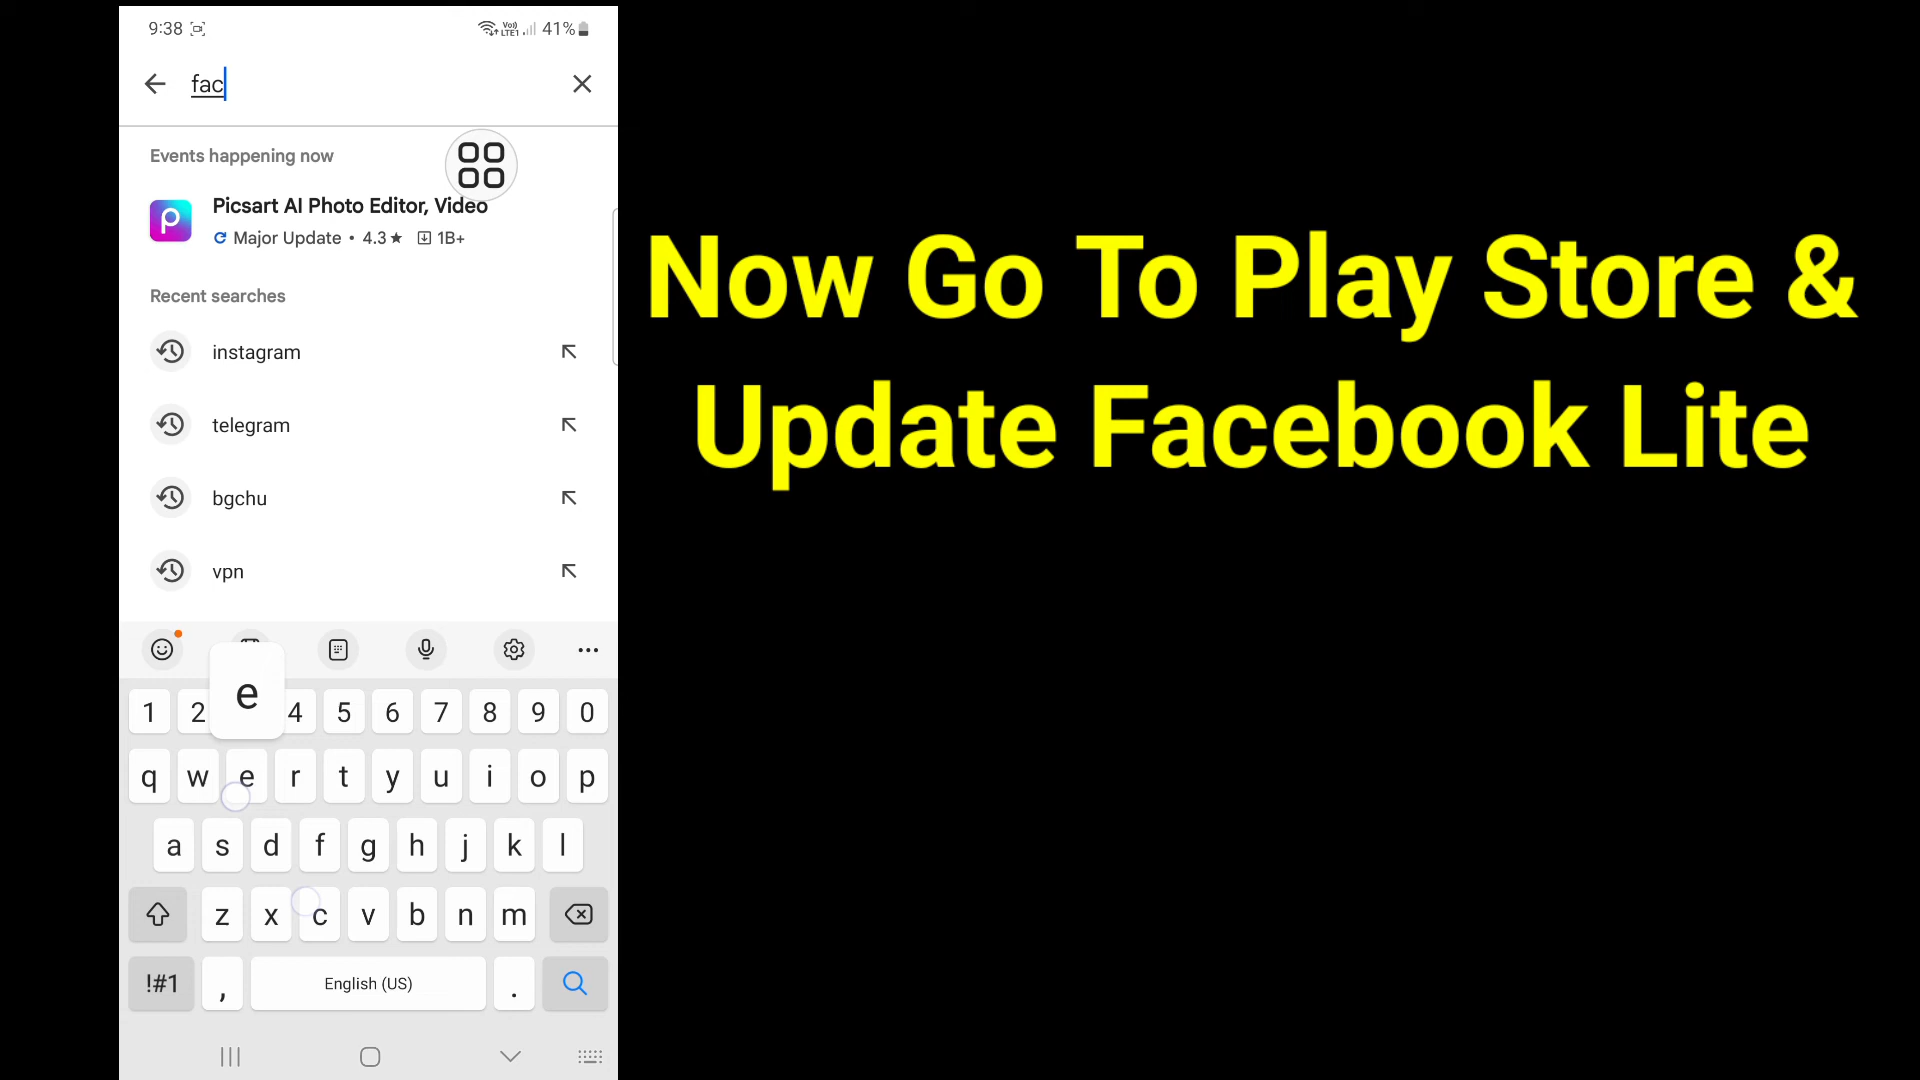 9:38
Vo)) LTE1 41%
fac
Events happening now
Picsart AI Photo Editor, Video
Major Update • 4.3★ 1B+
Recent searches
instagram
telegram
bgchu
vpn
e
1 2 4 5 6 7 8 9 0
q w e r t y u i o p
a s d f g h j k l
z x c v b n m
!#1 , English (US) .
Now Go To Play Store &
Update Facebook Lite